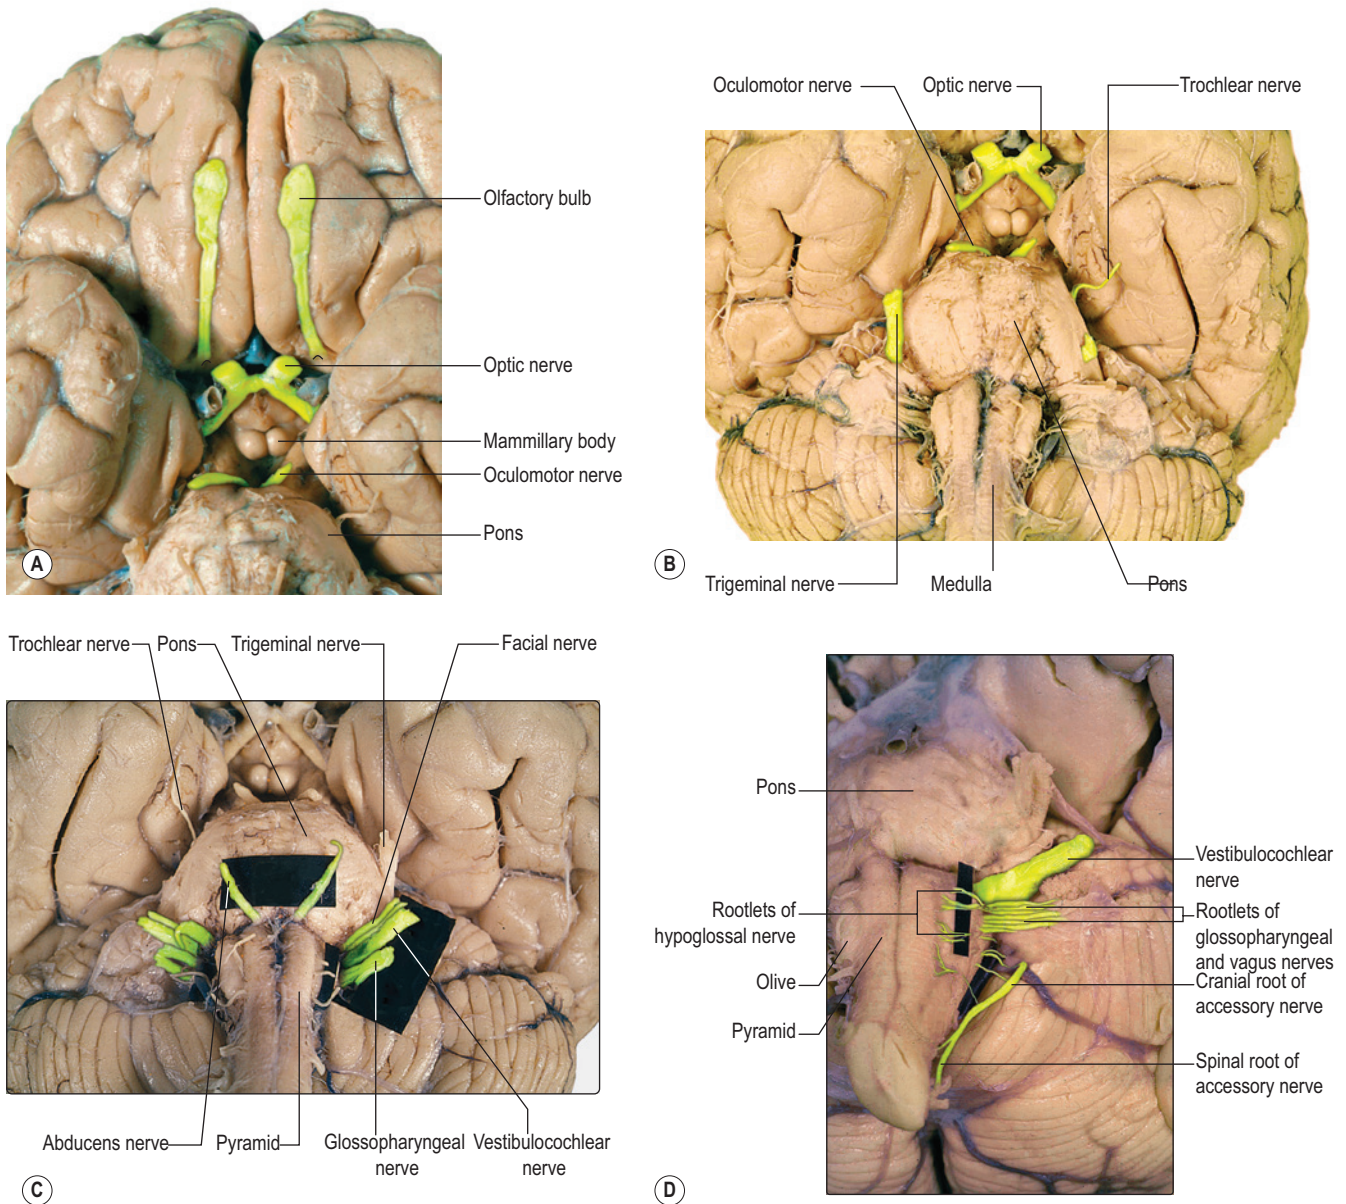 Olfactory bulb
Optic nerve
Mammillary body
Oculomotor nerve
Pons
A
Oculomotor nerve
Optic nerve
Trochlear nerve
Trigeminal nerve
Medulla
Pons
B
Trochlear nerve
Pons
Trigeminal nerve
Facial nerve
Abducens nerve
Pyramid
Glossopharyngeal
nerve
Vestibulocochlear
nerve
C
Pons
Rootlets of
hypoglossal nerve
Olive
Pyramid
Vestibulocochlear
nerve
Rootlets of
glossopharyngeal
and vagus nerves
Cranial root of
accessory nerve
Spinal root of
accessory nerve
D